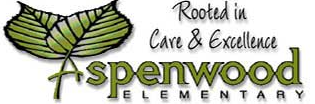 Rooted in
Care & Excellence
Aspenwood
ELEMENTARY